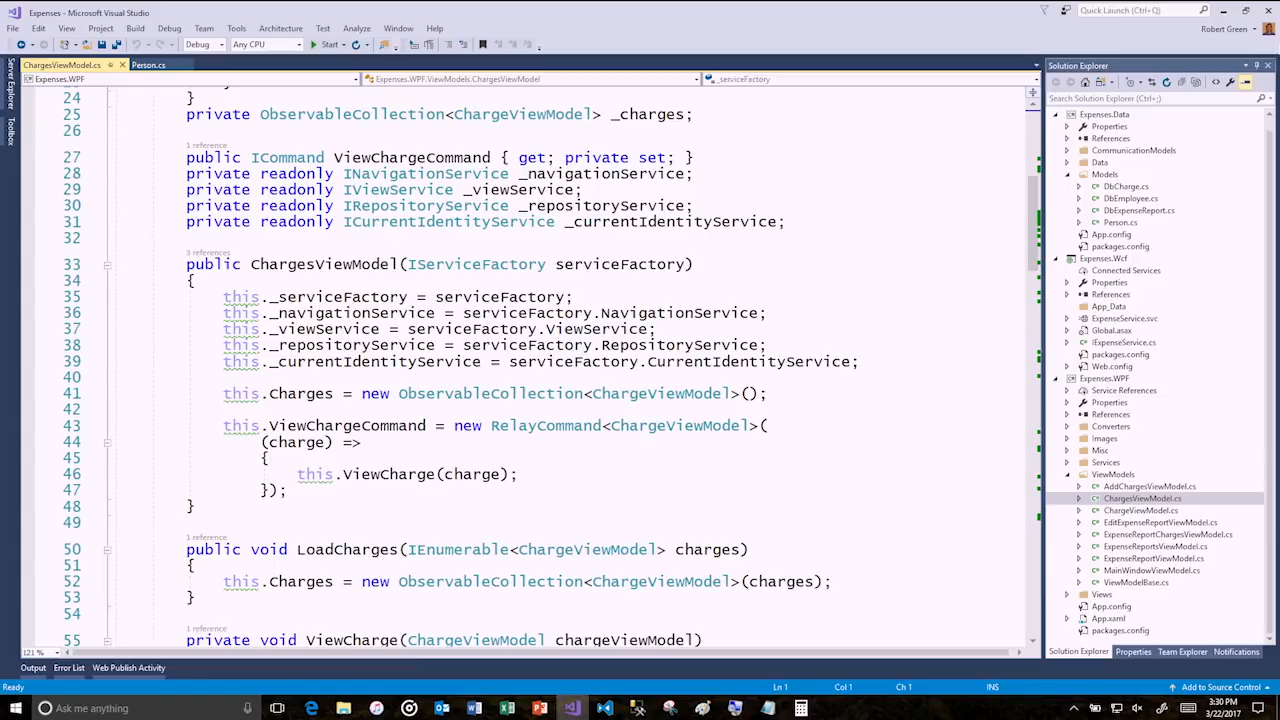 Expenses - Microsoft Visual Studio
Quick Launch (Ctrl+Q)
File Edit View Project Build Debug Team Tools Test Analyze Window Help
Robert Green
Debug Any CPU Start
Server Explorer
Toolbox
ChargesViewModel.cs Person.cs
Expenses.WPF Expenses.WPF.ViewModels.ChargesViewModel _serviceFactory
24 }
25 private ObservableCollection<ChargeViewModel> _charges;
26
1 reference
27 public ICommand ViewChargeCommand { get; private set; }
28 private readonly INavigationService _navigationService;
29 private readonly IViewService _viewService;
30 private readonly IRepositoryService _repositoryService;
31 private readonly ICurrentIdentityService _currentIdentityService;
32
3 references
33 public ChargesViewModel(IServiceFactory serviceFactory)
34 {
35 this._serviceFactory = serviceFactory;
36 this._navigationService = serviceFactory.NavigationService;
37 this._viewService = serviceFactory.ViewService;
38 this._repositoryService = serviceFactory.RepositoryService;
39 this._currentIdentityService = serviceFactory.CurrentIdentityService;
40
41 this.Charges = new ObservableCollection<ChargeViewModel>();
42
43 this.ViewChargeCommand = new RelayCommand<ChargeViewModel>(
44 (charge) =>
45 {
46 this.ViewCharge(charge);
47 });
48 }
49
1 reference
50 public void LoadCharges(IEnumerable<ChargeViewModel> charges)
51 {
52 this.Charges = new ObservableCollection<ChargeViewModel>(charges);
53 }
54
1 reference
55 private void ViewCharge(ChargeViewModel chargeViewModel)
121 %
Solution Explorer
Search Solution Explorer (Ctrl+;)
Expenses.Data
Properties
References
CommunicationModels
Data
Models
DbCharge.cs
DbEmployee.cs
DbExpenseReport.cs
Person.cs
App.config
packages.config
Expenses.Wcf
Connected Services
Properties
References
App_Data
ExpenseService.svc
Global.asax
IExpenseService.cs
packages.config
Web.config
Expenses.WPF
Service References
Properties
References
Converters
Images
Misc
Services
ViewModels
AddChargesViewModel.cs
ChargesViewModel.cs
ChargeViewModel.cs
EditExpenseReportViewModel.cs
ExpenseReportChargesViewModel.cs
ExpenseReportsViewModel.cs
ExpenseReportViewModel.cs
MainWindowViewModel.cs
ViewModelBase.cs
Views
App.config
App.xaml
packages.config
Solution Explorer Properties Team Explorer Notifications
Output Error List Web Publish Activity
Ready Ln 1 Col 1 Ch 1 INS Add to Source Control
Ask me anything
3:30 PM
3/22/2017